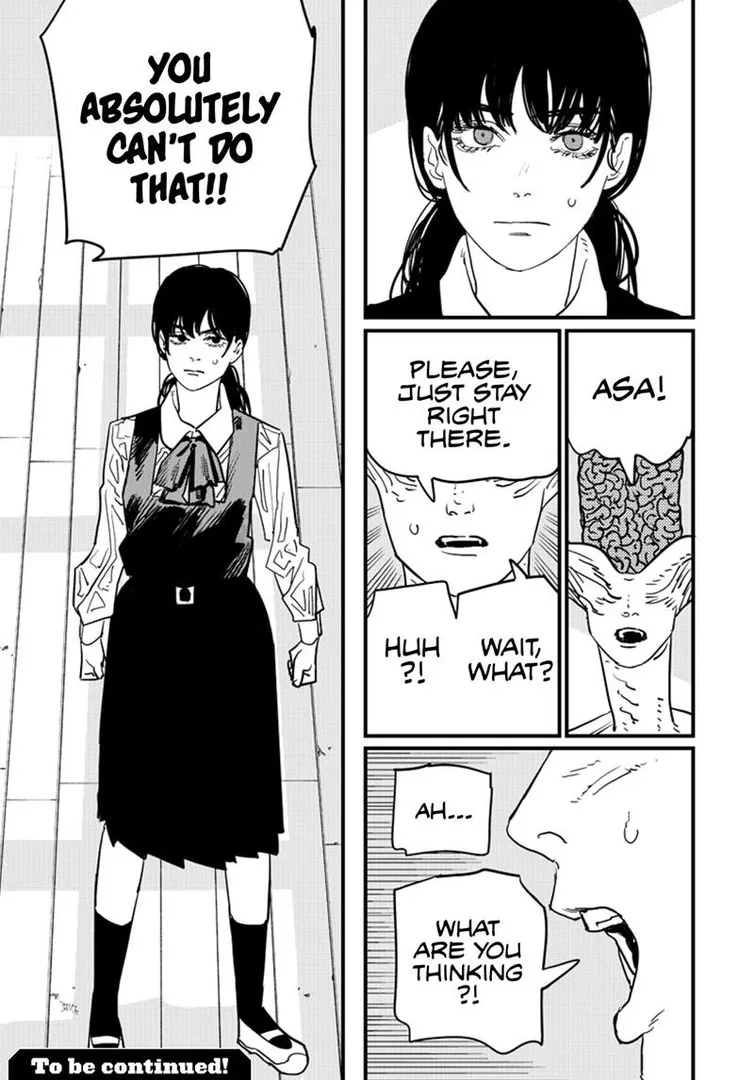 ASA!
PLEASE,
JUST STAY
RIGHT
THERE.
WAIT,
WHAT?
HUH
?!
AH...
WHAT
ARE YOU
THINKING
?!
YOU
ABSOLUTELY
CAN'T DO
THAT!!
To be continued!